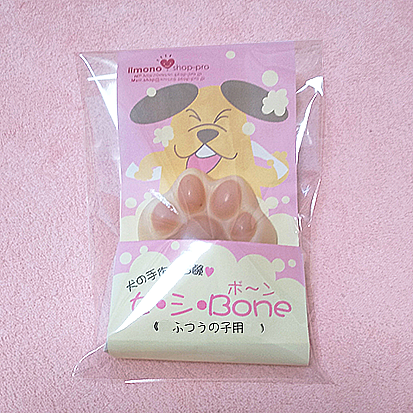 iimono shop-pro
犬の手作り石鹸♥
ボ〜ン
せ・シ・Bone
《 ふつうの子用 》